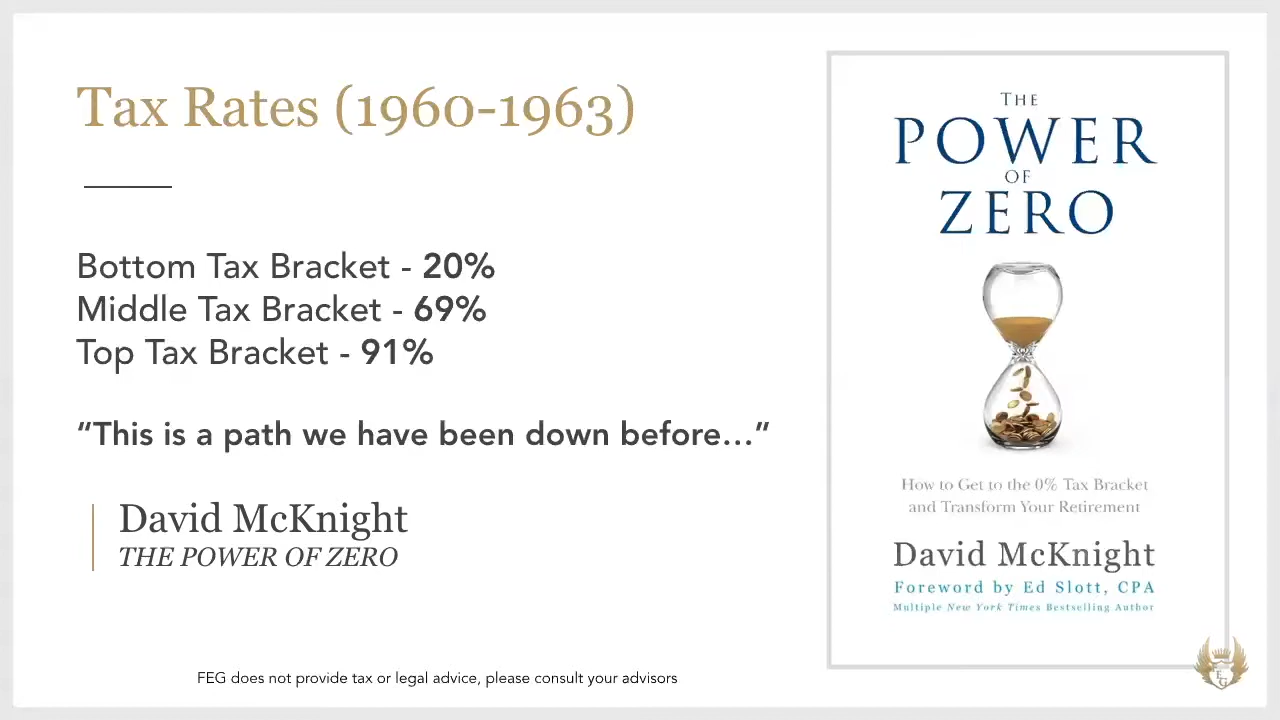 Tax Rates (1960-1963)
Bottom Tax Bracket - 20%
Middle Tax Bracket - 69%
Top Tax Bracket - 91%
“This is a path we have been down before…”
David McKnight
THE POWER OF ZERO
FEG does not provide tax or legal advice, please consult your advisors
THE
POWER
OF
ZERO
How to Get to the 0% Tax Bracket
and Transform Your Retirement
David McKnight
Foreword by Ed Slott, CPA
Multiple New York Times Bestselling Author